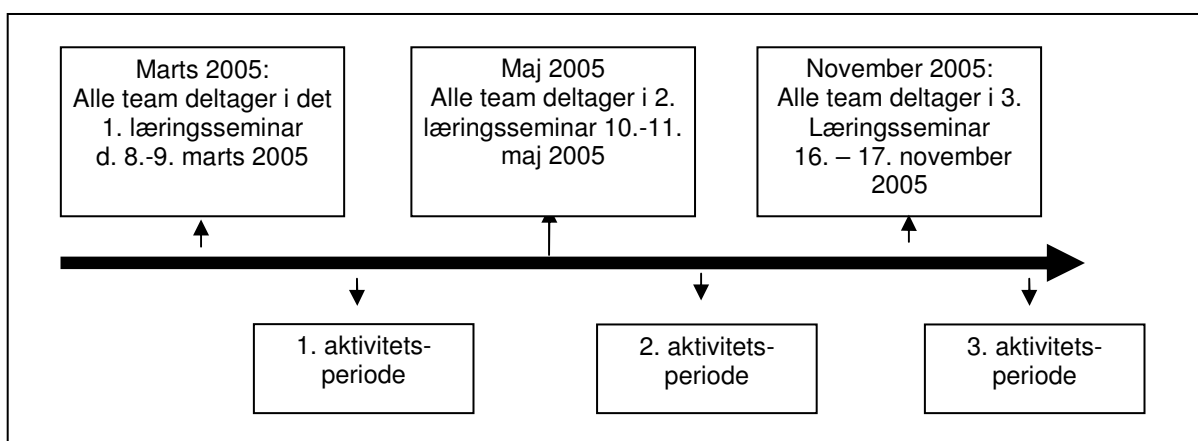 Marts 2005:
Alle team deltager i det
1. læringsseminar
d. 8.-9. marts 2005
Maj 2005
Alle team deltager i 2.
læringsseminar 10.-11.
maj 2005
November 2005:
Alle team deltager i 3.
Læringsseminar
16. – 17. november
2005
1. aktivitets-
periode
2. aktivitets-
periode
3. aktivitets-
periode